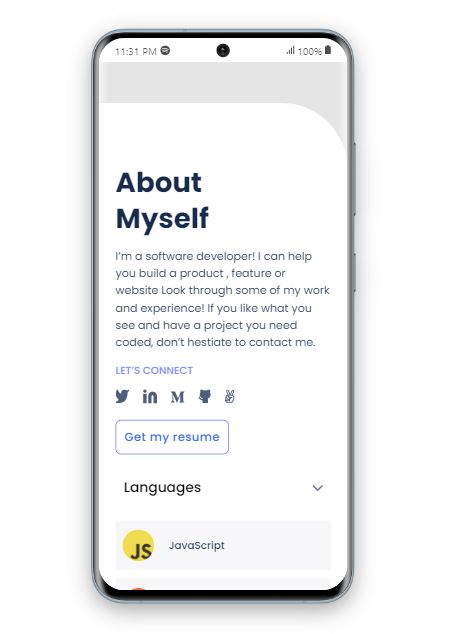 11:31 PM 100%
About
Myself
I'm a software developer! I can help
you build a product , feature or
website Look through some of my work
and experience! If you like what you
see and have a project you need
coded, don't hestiate to contact me.
LET'S CONNECT
in M
Get my resume
Languages
JS JavaScript